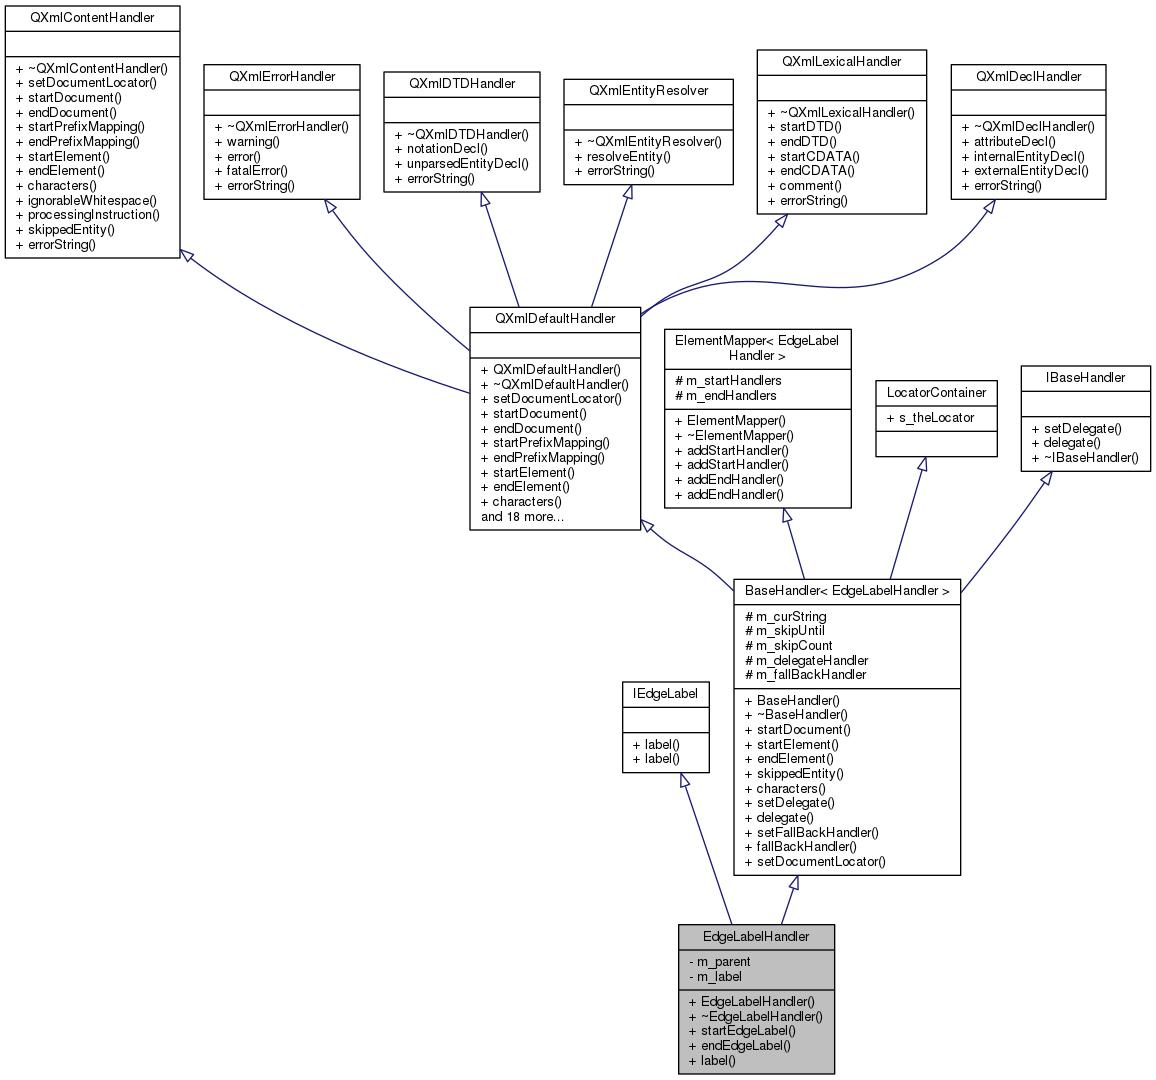 QXmlContentHandler
+ ~QXmlContentHandler()
+ setDocumentLocator()
+ startDocument()
+ endDocument()
+ startPrefixMapping()
+ endPrefixMapping()
+ startElement()
+ endElement()
+ characters()
+ ignorableWhitespace()
+ processingInstruction()
+ skippedEntity()
+ errorString()
QXmlErrorHandler
+ ~QXmlErrorHandler()
+ warning()
+ error()
+ fatalError()
+ errorString()
QXmlDTDHandler
+ ~QXmlDTDHandler()
+ notationDecl()
+ unparsedEntityDecl()
+ errorString()
QXmlEntityResolver
+ ~QXmlEntityResolver()
+ resolveEntity()
+ errorString()
QXmlLexicalHandler
+ ~QXmlLexicalHandler()
+ startDTD()
+ endDTD()
+ startCDATA()
+ endCDATA()
+ comment()
+ errorString()
QXmlDeclHandler
+ ~QXmlDeclHandler()
+ attributeDecl()
+ internalEntityDecl()
+ externalEntityDecl()
+ errorString()
QXmlDefaultHandler
+ QXmlDefaultHandler()
+ ~QXmlDefaultHandler()
+ setDocumentLocator()
+ startDocument()
+ endDocument()
+ startPrefixMapping()
+ endPrefixMapping()
+ startElement()
+ endElement()
+ characters()
and 18 more...
ElementMapper< EdgeLabel
Handler >
# m_startHandlers
# m_endHandlers
+ ElementMapper()
+ ~ElementMapper()
+ addStartHandler()
+ addStartHandler()
+ addEndHandler()
+ addEndHandler()
LocatorContainer
+ s_theLocator
IBaseHandler
+ setDelegate()
+ delegate()
+ ~IBaseHandler()
BaseHandler< EdgeLabelHandler >
# m_curString
# m_skipUntil
# m_skipCount
# m_delegateHandler
# m_fallBackHandler
+ BaseHandler()
+ ~BaseHandler()
+ startDocument()
+ startElement()
+ endElement()
+ skippedEntity()
+ characters()
+ setDelegate()
+ delegate()
+ setFallBackHandler()
+ fallBackHandler()
+ setDocumentLocator()
IEdgeLabel
+ label()
+ label()
EdgeLabelHandler
- m_parent
- m_label
+ EdgeLabelHandler()
+ ~EdgeLabelHandler()
+ startEdgeLabel()
+ endEdgeLabel()
+ label()